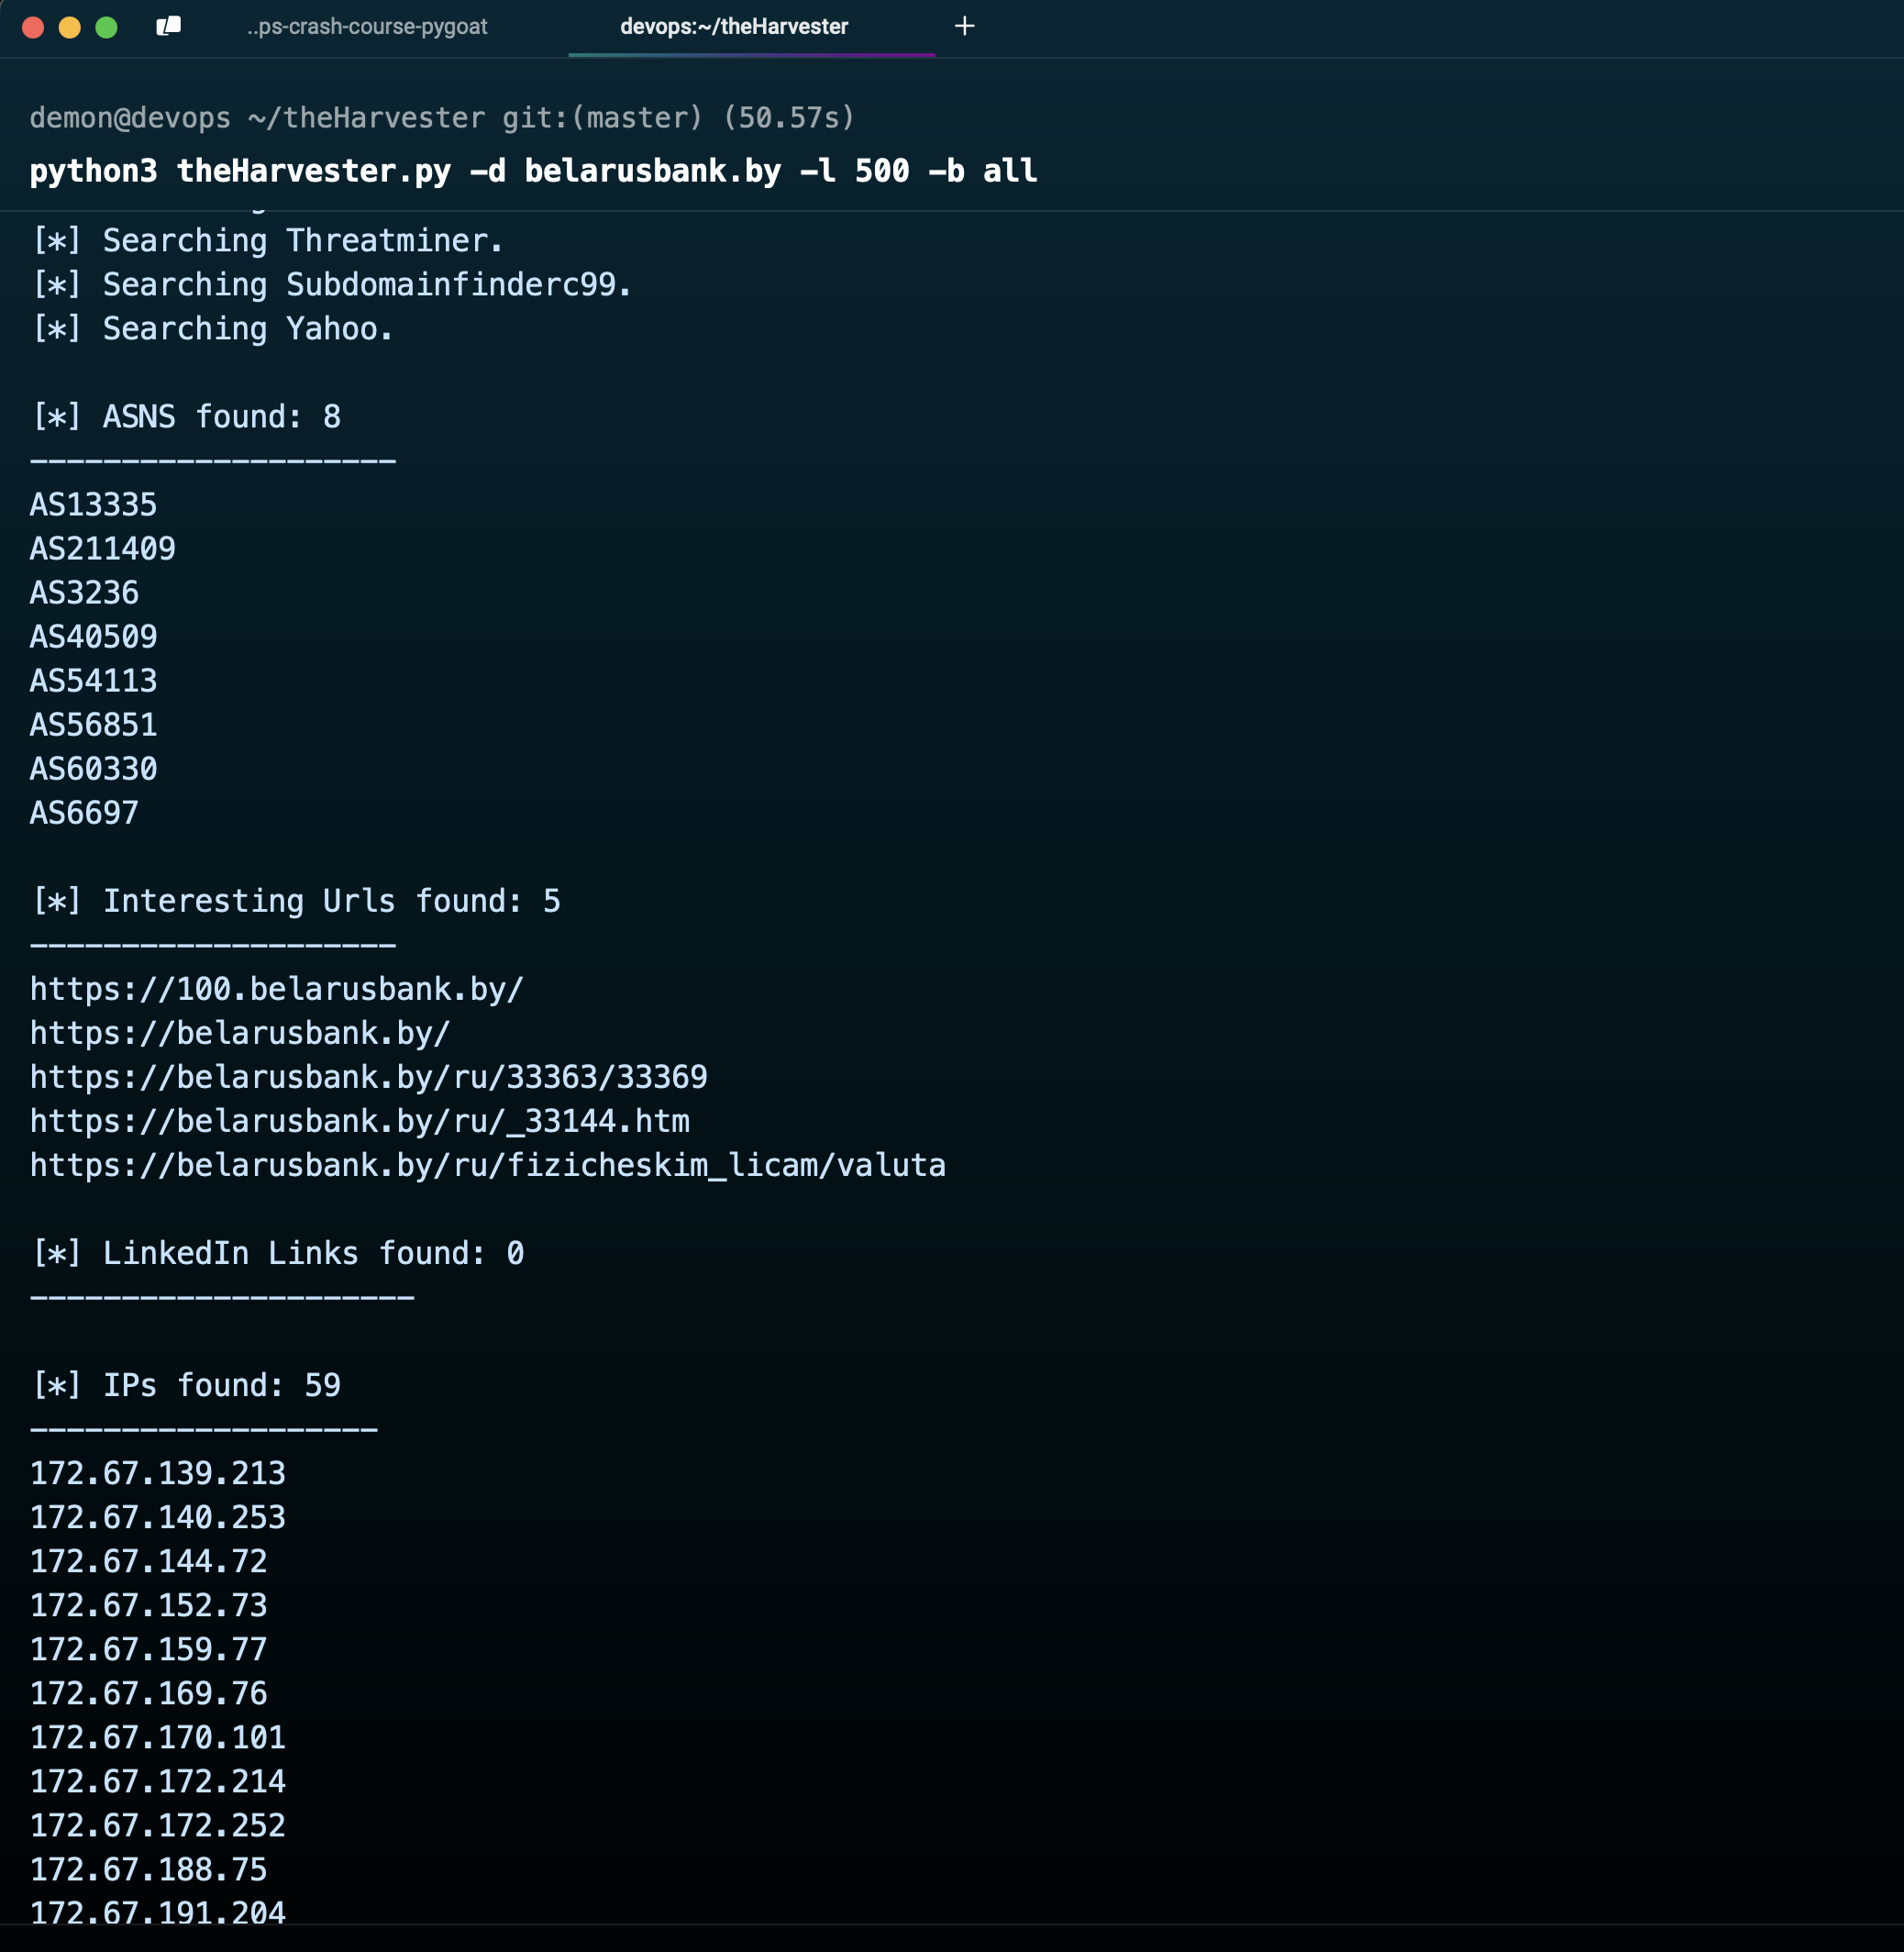 ..ps-crash-course-pygoat
devops:~/theHarvester
+
demon@devops ~/theHarvester git:(master) (50.57s)
python3 theHarvester.py -d belarusbank.by -l 500 -b all
[*] Searching Threatminer.
[*] Searching Subdomainfinderc99.
[*] Searching Yahoo.
[*] ASNS found: 8
--------------------
AS13335
AS211409
AS3236
AS40509
AS54113
AS56851
AS60330
AS6697
[*] Interesting Urls found: 5
--------------------
https://100.belarusbank.by/
https://belarusbank.by/
https://belarusbank.by/ru/33363/33369
https://belarusbank.by/ru/_33144.htm
https://belarusbank.by/ru/fizicheskim_licam/valuta
[*] LinkedIn Links found: 0
---------------------
[*] IPs found: 59
-------------------
172.67.139.213
172.67.140.253
172.67.144.72
172.67.152.73
172.67.159.77
172.67.169.76
172.67.170.101
172.67.172.214
172.67.172.252
172.67.188.75
172.67.191.204